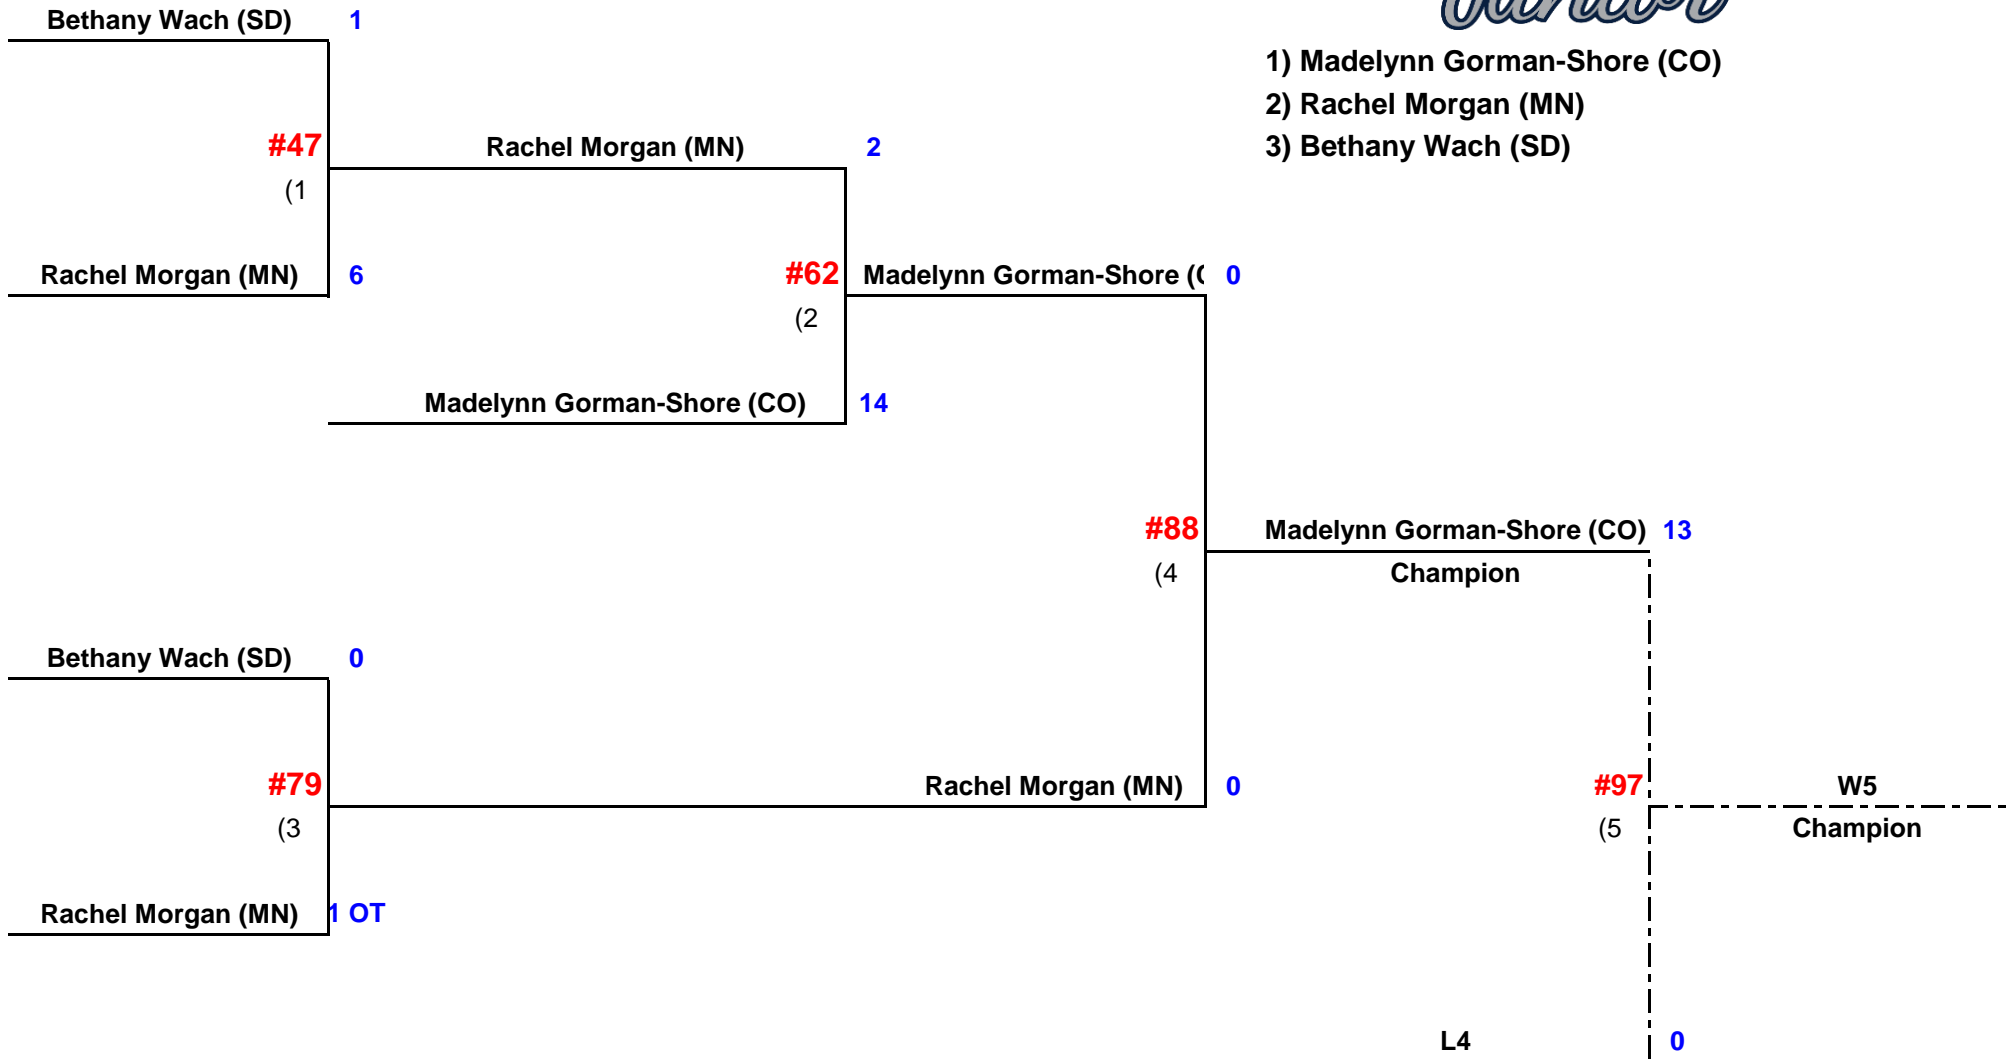 Bethany Wach (SD) 1
Junior
1) Madelynn Gorman-Shore (CO)
2) Rachel Morgan (MN)
3) Bethany Wach (SD)
#47
Rachel Morgan (MN) 2
(1
Rachel Morgan (MN) 6
#62
Madelynn Gorman-Shore (C 0
(2
Madelynn Gorman-Shore (CO) 14
#88
Madelynn Gorman-Shore (CO) 13
(4
Champion
Bethany Wach (SD) 0
#79
Rachel Morgan (MN) 0
#97
W5
(3
(5
Champion
Rachel Morgan (MN) 1 OT
L4 0